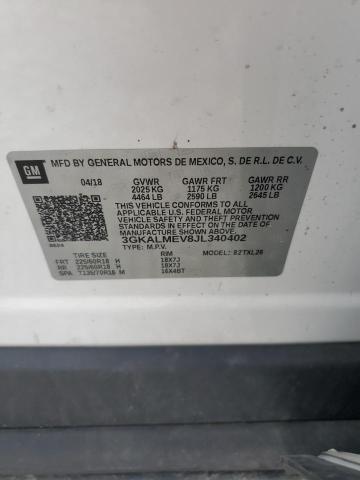 GM
MFD BY GENERAL MOTORS DE MEXICO, S. DE R.L. DE C.V.
04/18 GVWR GAWR FRT GAWR RR
2025 KG 1175 KG 1200 KG
4464 LB 2590 LB 2645 LB
THIS VEHICLE CONFORMS TO ALL
APPLICABLE U.S. FEDERAL MOTOR
VEHICLE SAFETY AND THEFT PREVENTION
STANDARDS IN EFFECT ON THE
DATE OF MANUFACTURE SHOWN ABOVE.
3GKALMEV8JL340402
TYPE: M.P.V. MODEL:
TIRE SIZE RIM
FRT 225/60R18 H 18X7J
RR 225/60R18 H 18X7J
SPA T135/70R16 M 16X4BT